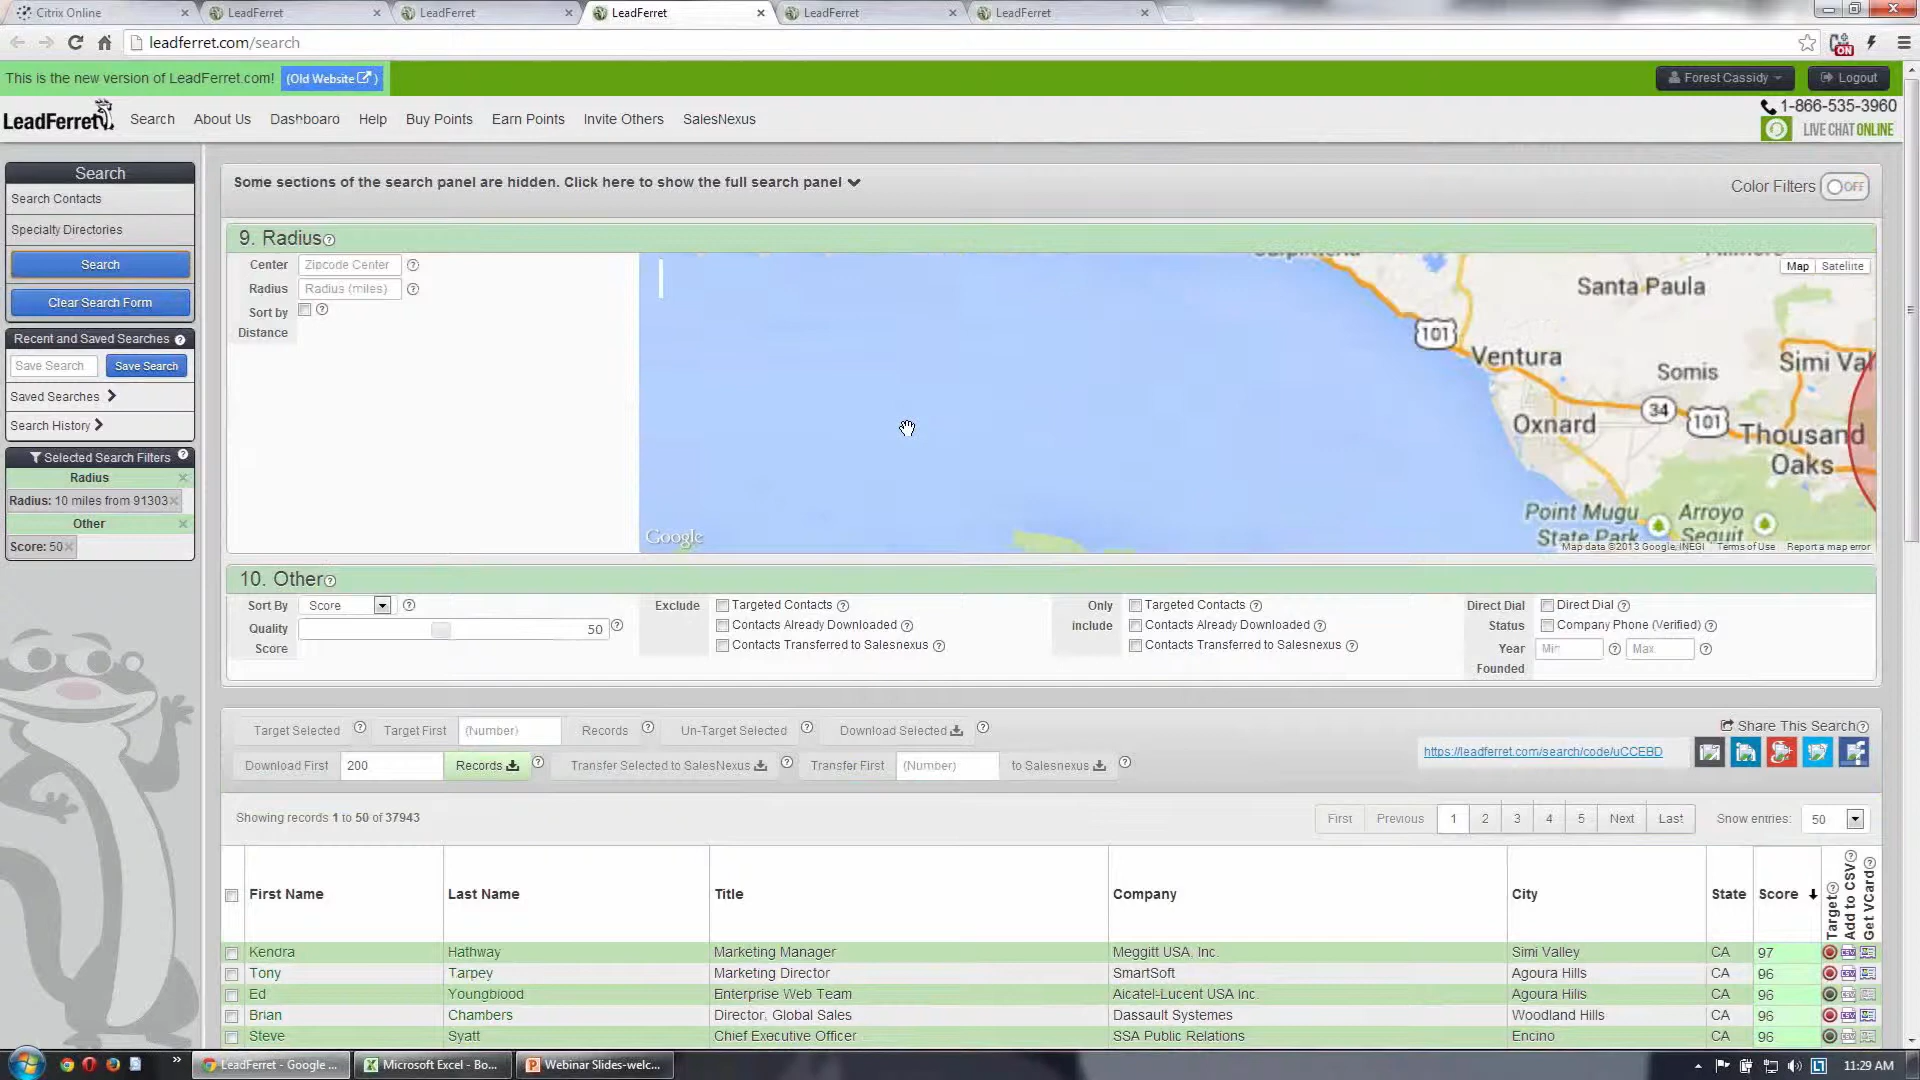 Citrix Online
LeadFerret
LeadFerret
LeadFerret
LeadFerret
LeadFerret
leadferret.com/search
ON
This is the new version of LeadFerret.com!
(Old Website)
Forest Cassidy
Logout
LeadFerret
Search
About Us
Dashboard
Help
Buy Points
Earn Points
Invite Others
SalesNexus
1-866-535-3960
LIVE CHAT ONLINE
Search
Search Contacts
Specialty Directories
Search
Clear Search Form
Recent and Saved Searches ?
Save Search
Save Search
Saved Searches
Search History
Selected Search Filters ?
Radius
Radius: 10 miles from 91303
Other
Score: 50
Some sections of the search panel are hidden. Click here to show the full search panel
Color Filters OFF
9. Radius ?
Center Zipcode Center ?
Radius Radius (miles) ?
Sort by ?
Distance
Map Satellite
Santa Paula
101
Ventura
Simi Val
Somis
34
101
Oxnard
Thousand
Oaks
Point Mugu
State Park
Arroyo
Sequit
Google
Map data ©2013 Google, INEGI Terms of Use Report a map error
10. Other ?
Sort By Score ?
Quality 50 ?
Score
Exclude
Targeted Contacts ?
Contacts Already Downloaded ?
Contacts Transferred to Salesnexus ?
Only
include
Targeted Contacts ?
Contacts Already Downloaded ?
Contacts Transferred to Salesnexus ?
Direct Dial Direct Dial ?
Status Company Phone (Verified) ?
Year Min ? Max ?
Founded
Target Selected ? Target First (Number) Records ? Un-Target Selected ? Download Selected ?
Download First 200 Records ? Transfer Selected to SalesNexus ? Transfer First (Number) to Salesnexus ?
Share This Search ?
https://leadferret.com/search/code/uCCEBD
Showing records 1 to 50 of 37943
First Previous 1 2 3 4 5 Next Last
Show entries: 50
First Name Last Name Title Company City State Score Target ? Add to CSV ? Get VCard ?
Kendra Hathway Marketing Manager Meggitt USA, Inc. Simi Valley CA 97
Tony Tarpey Marketing Director SmartSoft Agoura Hills CA 96
Ed Youngblood Enterprise Web Team Alcatel-Lucent USA Inc. Agoura Hills CA 96
Brian Chambers Director, Global Sales Dassault Systemes Woodland Hills CA 96
Steve Syatt Chief Executive Officer SSA Public Relations Encino CA 96
LeadFerret - Google ...
Microsoft Excel - Bo...
Webinar Slides-welc...
11:29 AM